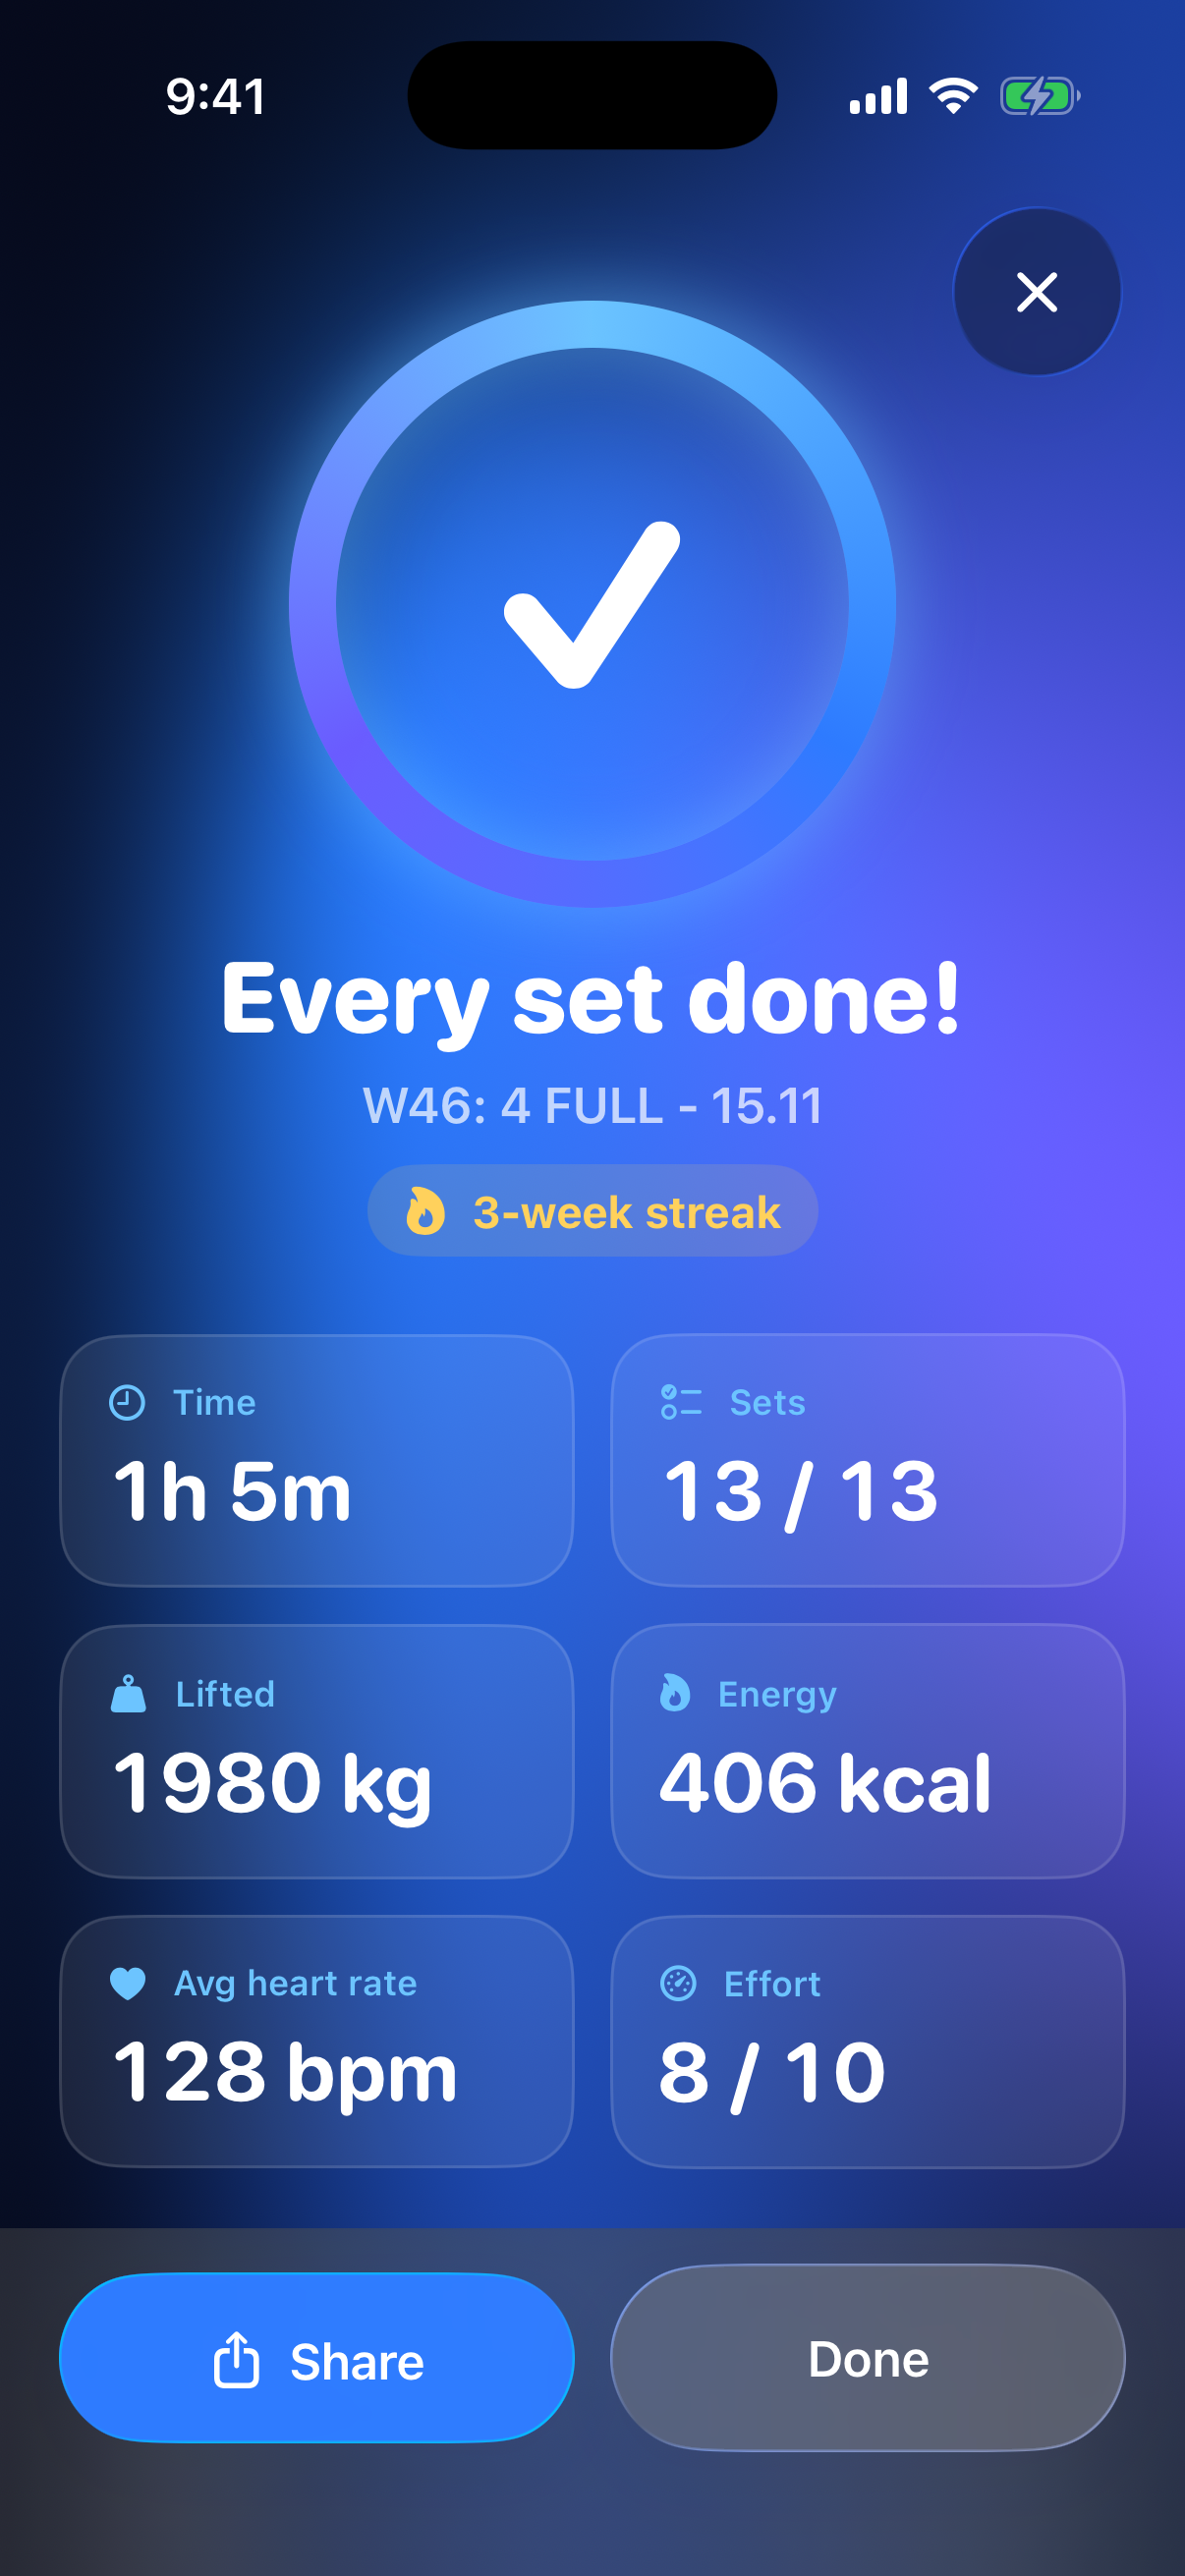 9:41
Every set done!
W46: 4 FULL - 15.11
3-week streak
Time
1h 5m
Sets
13 / 13
Lifted
1980 kg
Energy
406 kcal
Avg heart rate
128 bpm
Effort
8 / 10
Share
Done